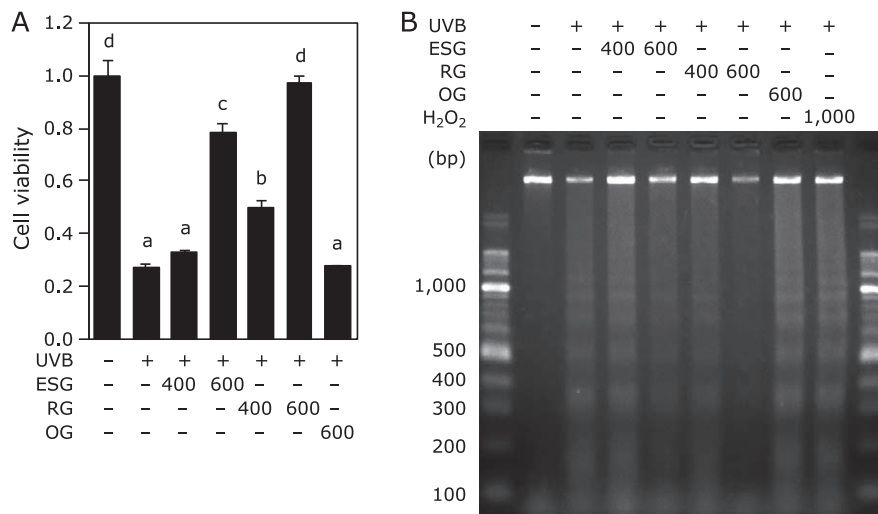 A
1.2
1.0
0.8
0.6
0.4
0.2
0.0
Cell viability
d
a
a
c
b
d
a
UVB – + + + + + +
ESG – – 400 600 – – –
RG – – – – 400 600 –
OG – – – – – – 600
B
UVB – + + + + + + +
ESG – – 400 600 – – – –
RG – – – – 400 600 – –
OG – – – – – – 600 –
H₂O₂ – – – – – – – 1,000
(bp)
1,000
500
400
300
200
100